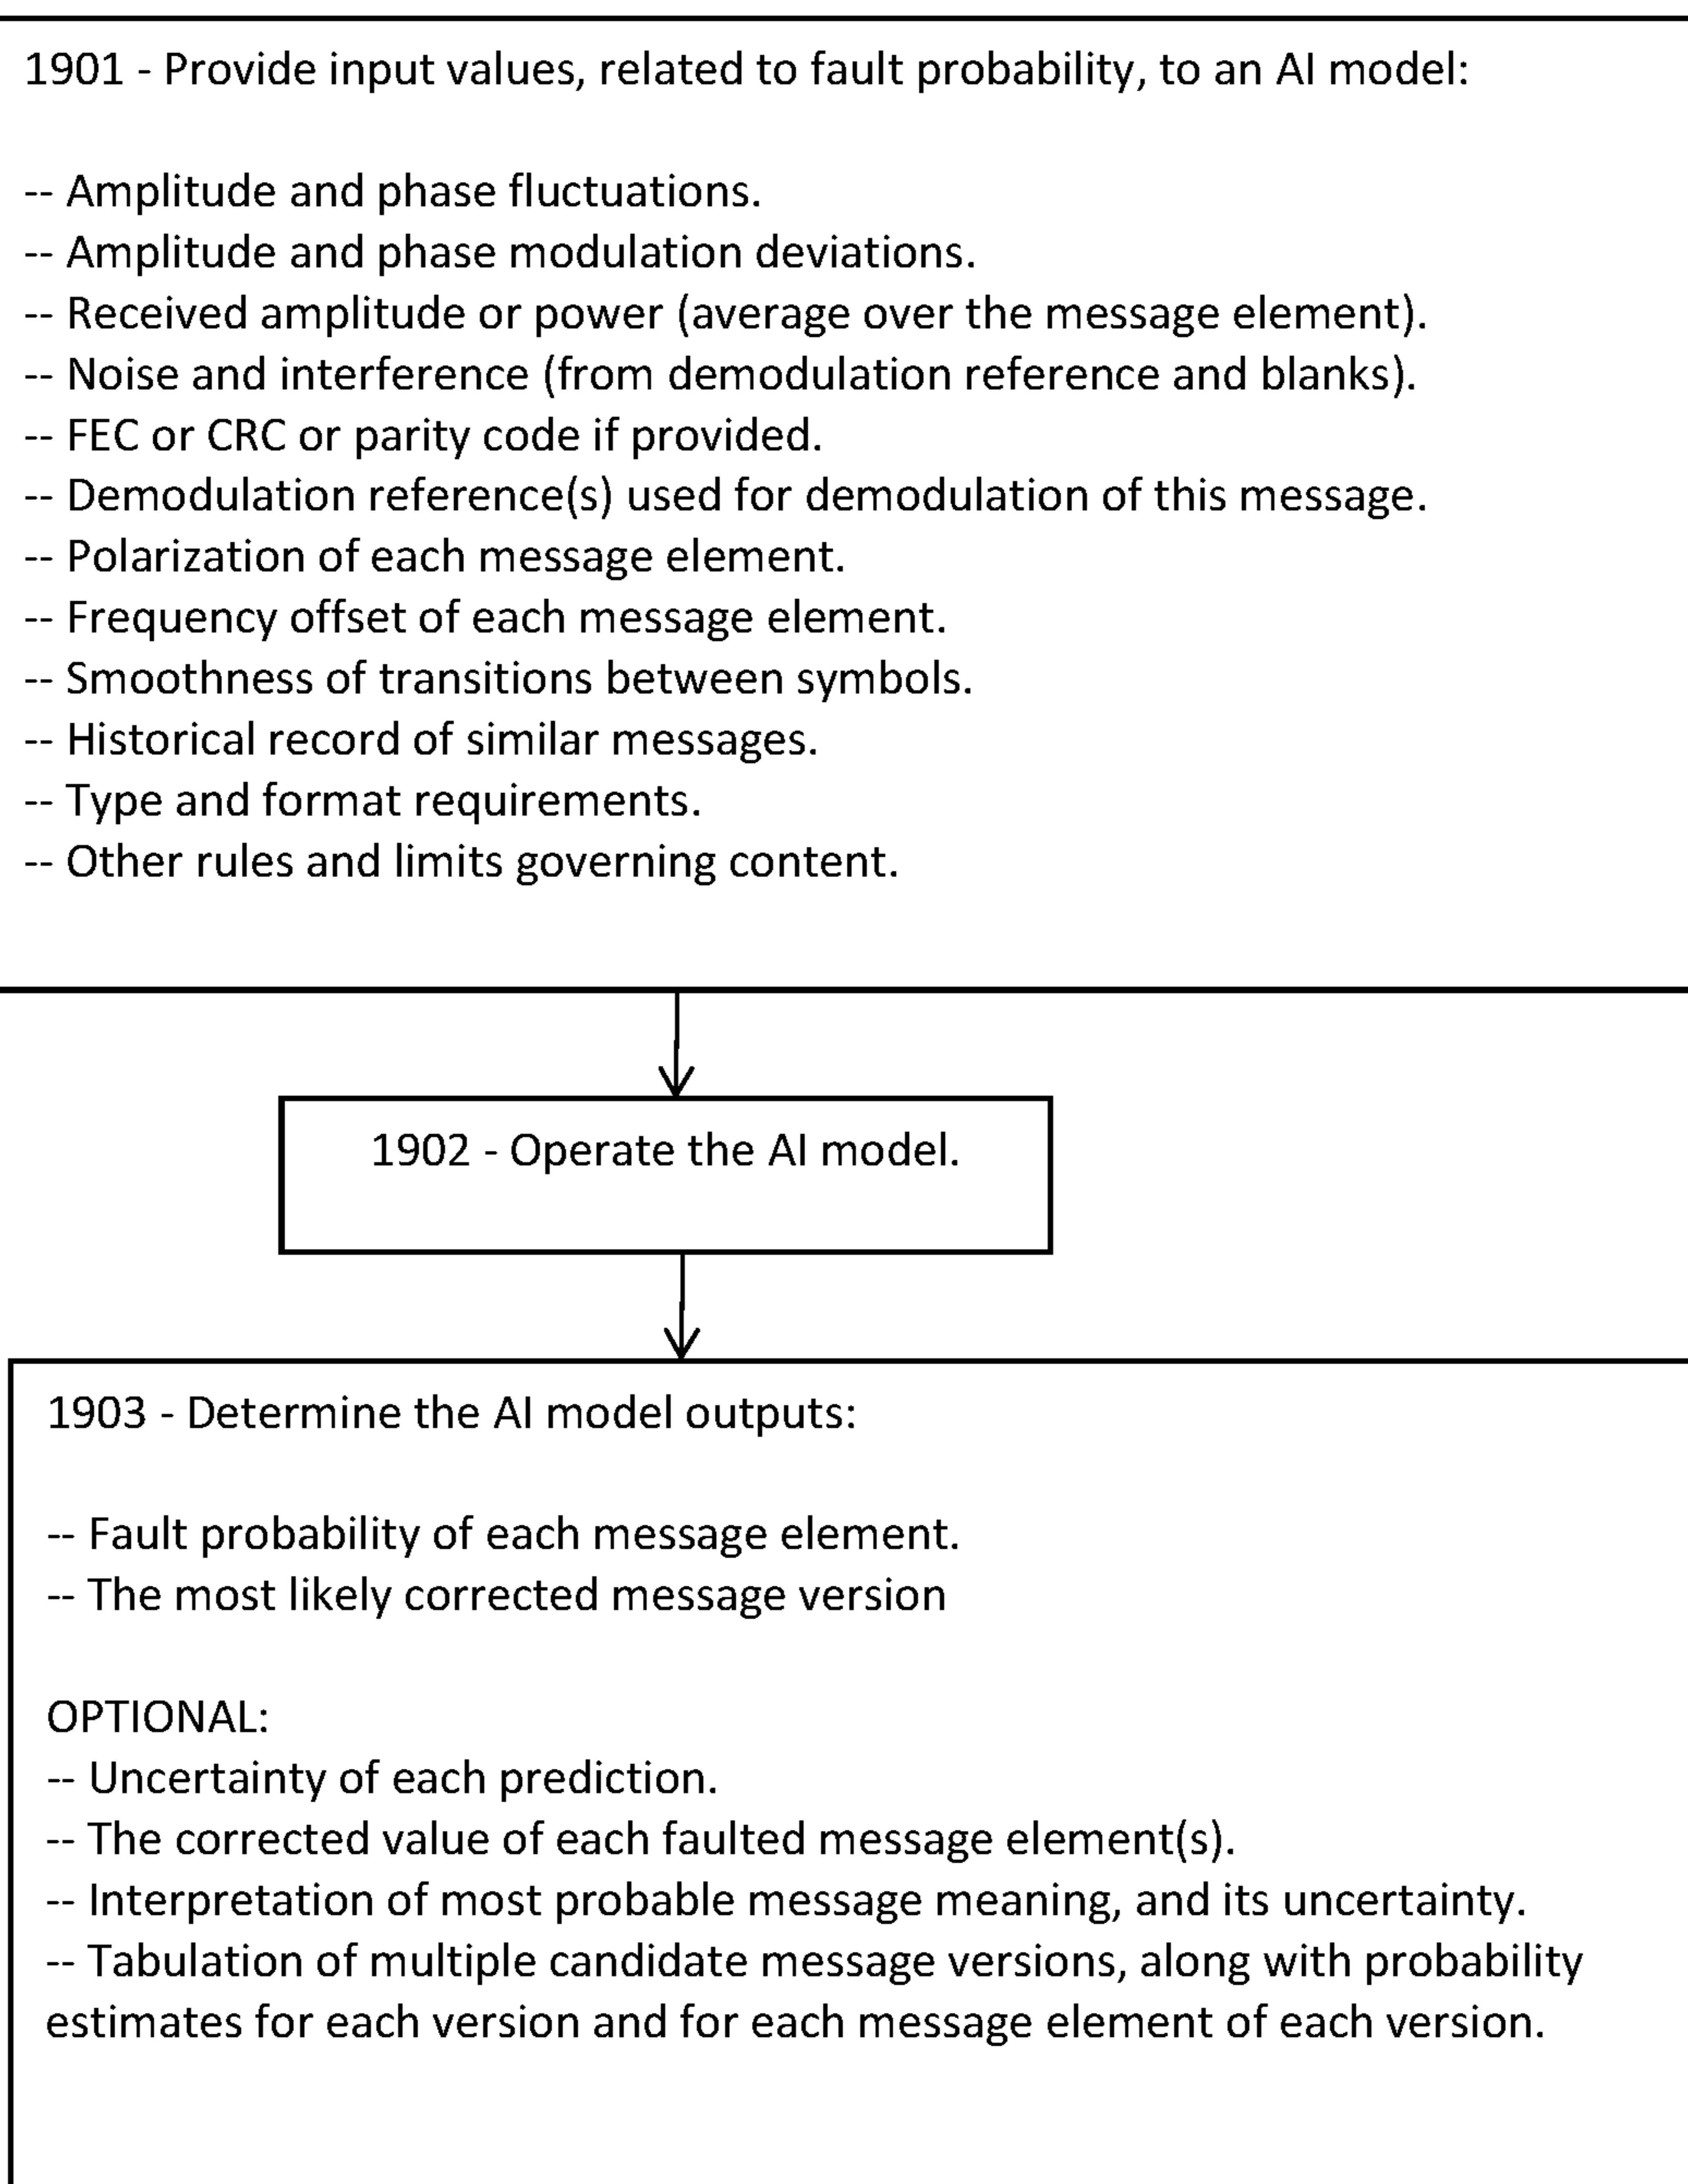 1901 - Provide input values, related to fault probability, to an AI model:
-- Amplitude and phase fluctuations.
-- Amplitude and phase modulation deviations.
-- Received amplitude or power (average over the message element).
-- Noise and interference (from demodulation reference and blanks).
-- FEC or CRC or parity code if provided.
-- Demodulation reference(s) used for demodulation of this message.
-- Polarization of each message element.
-- Frequency offset of each message element.
-- Smoothness of transitions between symbols.
-- Historical record of similar messages.
-- Type and format requirements.
-- Other rules and limits governing content.
1902 - Operate the AI model.
1903 - Determine the AI model outputs:
-- Fault probability of each message element.
-- The most likely corrected message version
OPTIONAL:
-- Uncertainty of each prediction.
-- The corrected value of each faulted message element(s).
-- Interpretation of most probable message meaning, and its uncertainty.
-- Tabulation of multiple candidate message versions, along with probability
estimates for each version and for each message element of each version.